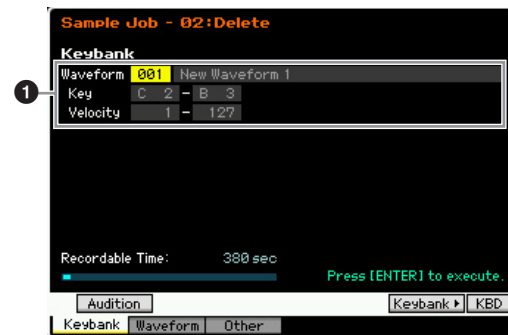 Sample Job - 02:Delete
Keybank
Waveform 001 New Waveform 1
1
Key C 2 - B 3
Velocity 1 - 127
Recordable Time: 380 sec
Press [ENTER] to execute.
Audition Keybank KBD
Keybank Waveform Other